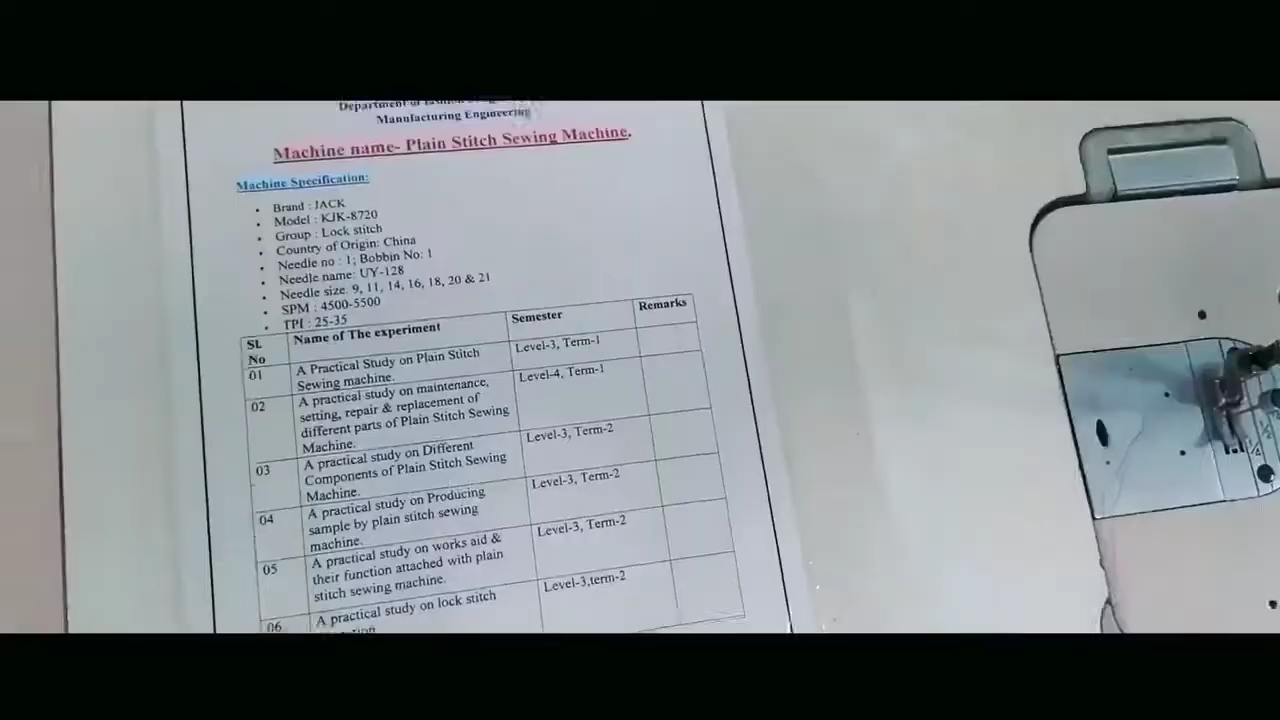 Department of
Manufacturing Engineering
Machine name- Plain Stitch Sewing Machine.
Machine Specification:
• Brand : JACK
• Model : KJK-8720
• Group : Lock stitch
• Country of Origin: China
• Needle no : 1; Bobbin No: 1
• Needle name: UY-128
• Needle size. 9, 11, 14, 16, 18, 20 & 21
• SPM : 4500-5500
• TPI : 25-35
SL No Name of The experiment Semester Remarks
01 A Practical Study on Plain Stitch Level-3, Term-1
Sewing machine.
02 A practical study on maintenance, Level-4, Term-1
setting, repair & replacement of
different parts of Plain Stitch Sewing
Machine.
03 A practical study on Different Level-3, Term-2
Components of Plain Stitch Sewing
Machine.
04 A practical study on Producing Level-3, Term-2
sample by plain stitch sewing
machine.
05 A practical study on works aid & Level-3, Term-2
their function attached with plain
stitch sewing machine.
06 A practical study on lock stitch Level-3,term-2